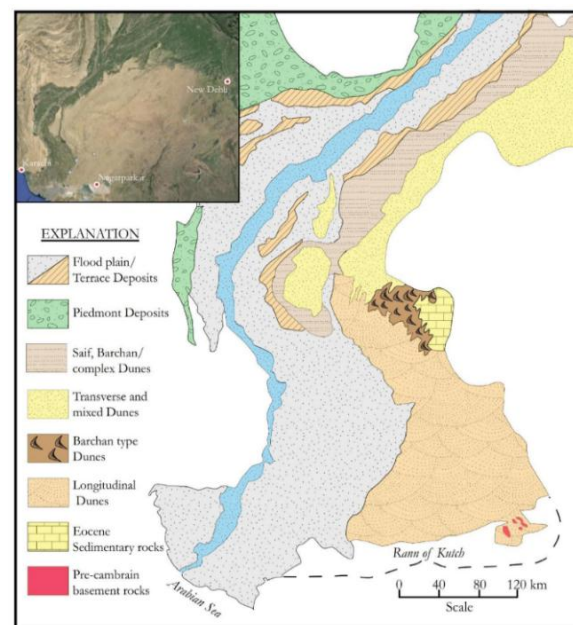 New Dehli
Karachi
Nagarparkar
EXPLANATION
Flood plain/
Terrace Deposits
Piedmont Deposits
Saif, Barchan/
complex Dunes
Transverse and
mixed Dunes
Barchan type
Dunes
Longitudinal
Dunes
Eocene
Sedimentary rocks
Pre-cambrain
basement rocks
Rann of Kutch
Arabian Sea
0 40 80 120 km
Scale